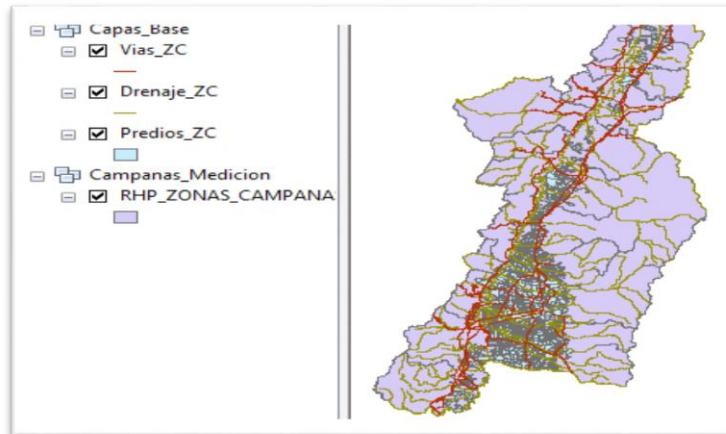 Capas_Base
Vias_ZC
Drenaje_ZC
Predios_ZC
Campanas_Medicion
RHP_ZONAS_CAMPANA